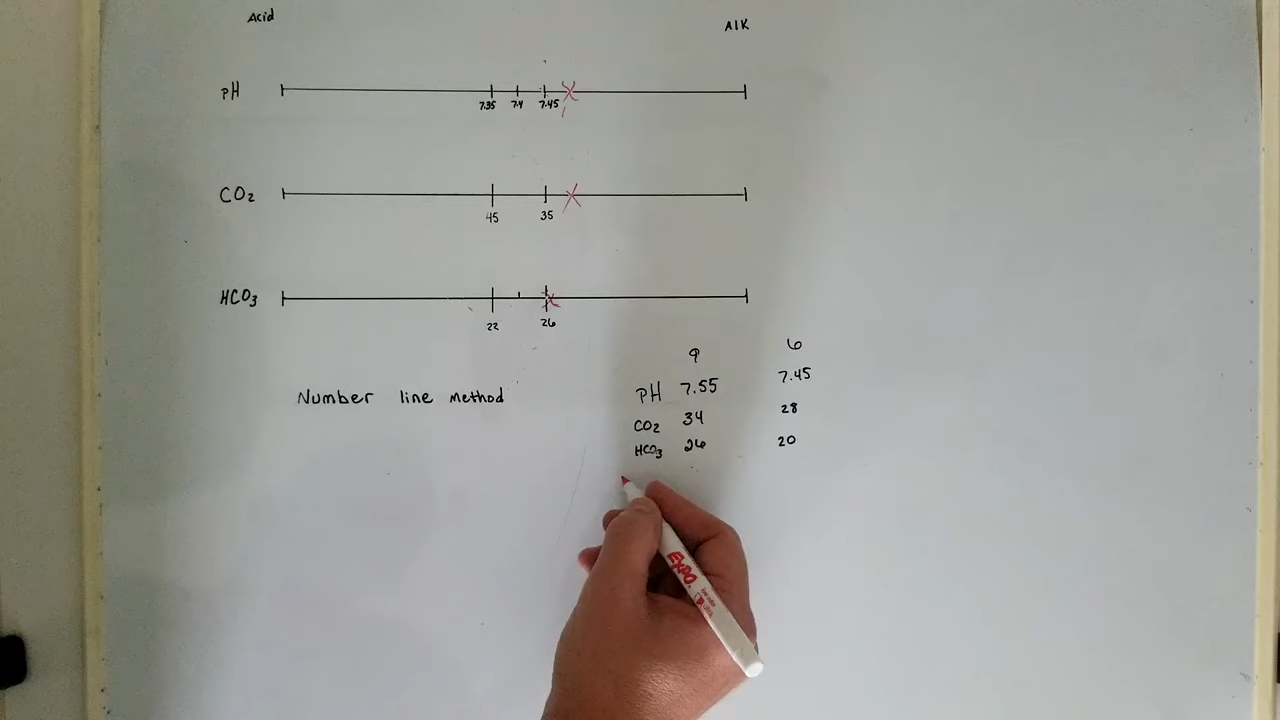 Acid
Alk
pH
7.35 7.4 7.45
CO₂
45 35
HCO₃
22 26
Number line method
9 6
pH 7.55 7.45
CO₂ 34 28
HCO₃ 26 20
EXPO